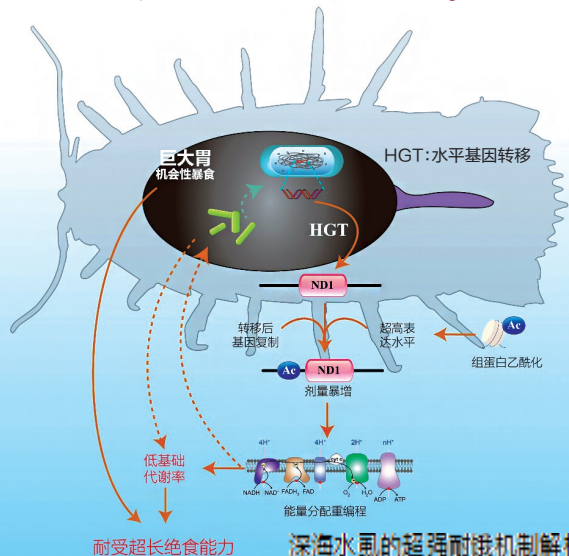 巨大胃
机会性暴食
HGT:水平基因转移
HGT
ND1
转移后
基因复制
超高表
达水平
Ac
组蛋白乙酰化
Ac
ND1
剂量暴增
4H⁺
4H⁺
2H⁺
nH⁺
低基础
代谢率
NADH
NAD⁺
FADH₂
FAD
cyt c
O₂
H₂O
ADP
ATP
能量分配重编程
耐受超长绝食能力
深海水虱的超强耐饿机制解析